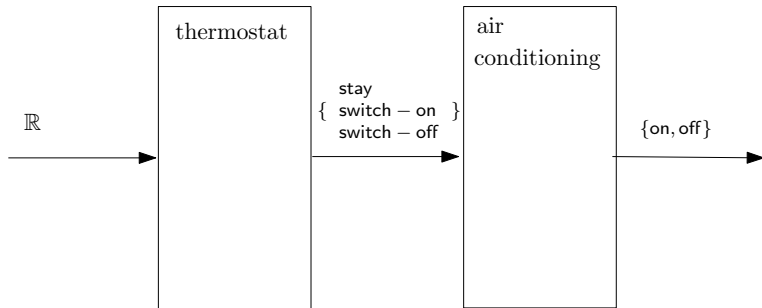 thermostat
air
conditioning
ℝ
stay
{ switch – on }
switch – off
{on, off}